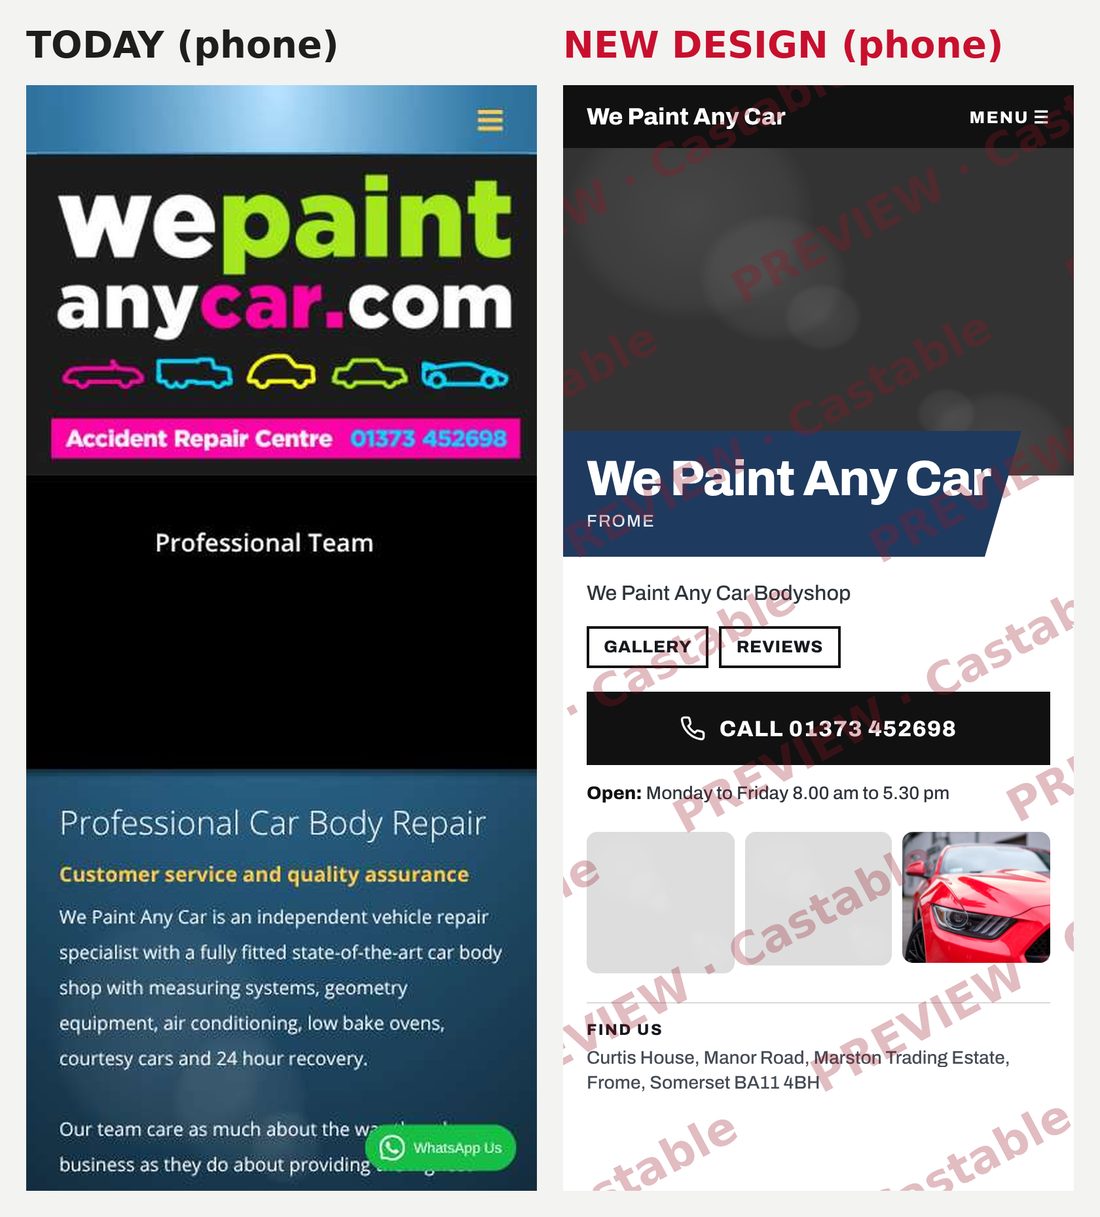 TODAY (phone)
wepaint
anycar.com
Accident Repair Centre 01373 452698
Professional Team
Professional Car Body Repair
Customer service and quality assurance
We Paint Any Car is an independent vehicle repair
specialist with a fully fitted state-of-the-art car body
shop with measuring systems, geometry
equipment, air conditioning, low bake ovens,
courtesy cars and 24 hour recovery.
Our team care as much about the
business as they do about providing
WhatsApp Us
NEW DESIGN (phone)
We Paint Any Car
MENU
We Paint Any Car
FROME
We Paint Any Car Bodyshop
GALLERY
REVIEWS
CALL 01373 452698
Open: Monday to Friday 8.00 am to 5.30 pm
FIND US
Curtis House, Manor Road, Marston Trading Estate,
Frome, Somerset BA11 4BH
PREVIEW · Castable